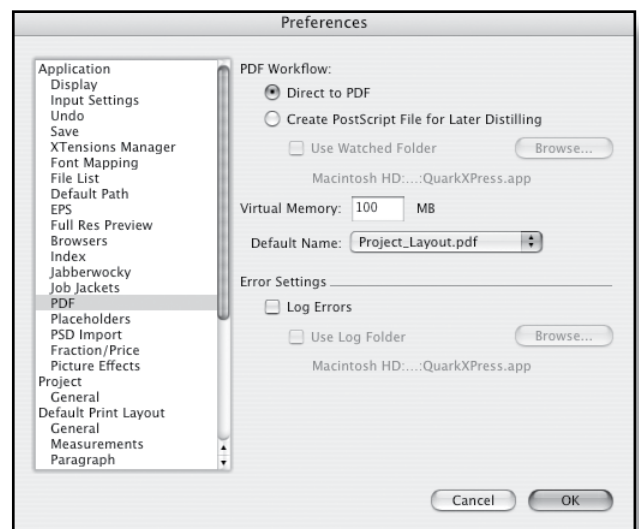 Preferences
Application
Display
Input Settings
Undo
Save
XTensions Manager
Font Mapping
File List
Default Path
EPS
Full Res Preview
Browsers
Index
Jabberwocky
Job Jackets
PDF
Placeholders
PSD Import
Fraction/Price
Picture Effects
Project
General
Default Print Layout
General
Measurements
Paragraph
PDF Workflow:
Direct to PDF
Create PostScript File for Later Distilling
Use Watched Folder
Browse...
Macintosh HD:...:QuarkXPress.app
Virtual Memory: 100 MB
Default Name: Project_Layout.pdf
Error Settings
Log Errors
Use Log Folder
Browse...
Macintosh HD:...:QuarkXPress.app
Cancel
OK